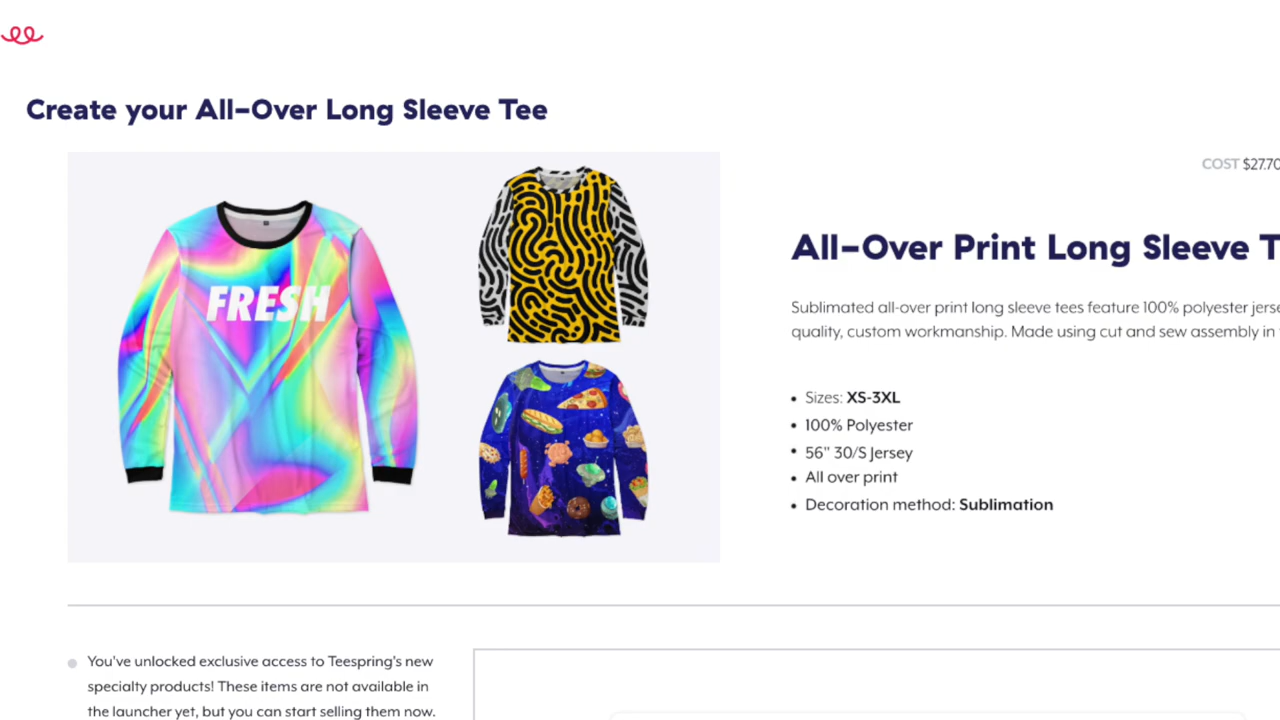 Create your All-Over Long Sleeve Tee
COST $27.70
FRESH
All-Over Print Long Sleeve
Sublimated all-over print long sleeve tees feature 100% polyester
quality, custom workmanship. Made using cut and sew assembly in
• Sizes: XS-3XL
• 100% Polyester
• 56" 30/S Jersey
• All over print
• Decoration method: Sublimation
You've unlocked exclusive access to Teespring's new
specialty products! These items are not available in
the launcher yet, but you can start selling them now.